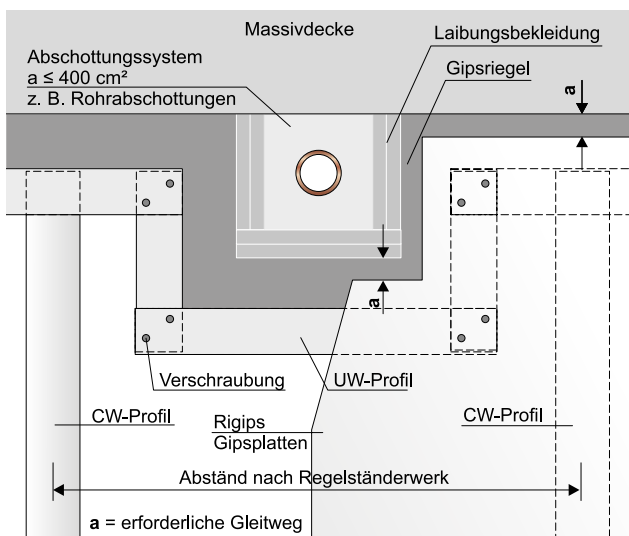 Massivdecke
Laibungsbekleidung
Abschottungssystem
a ≤ 400 cm²
z. B. Rohrabschottungen
Gipsriegel
a
a
Verschraubung
UW-Profil
CW-Profil
Rigips
Gipsplatten
CW-Profil
Abständ nach Regelständerwerk
a = erforderliche Gleitweg